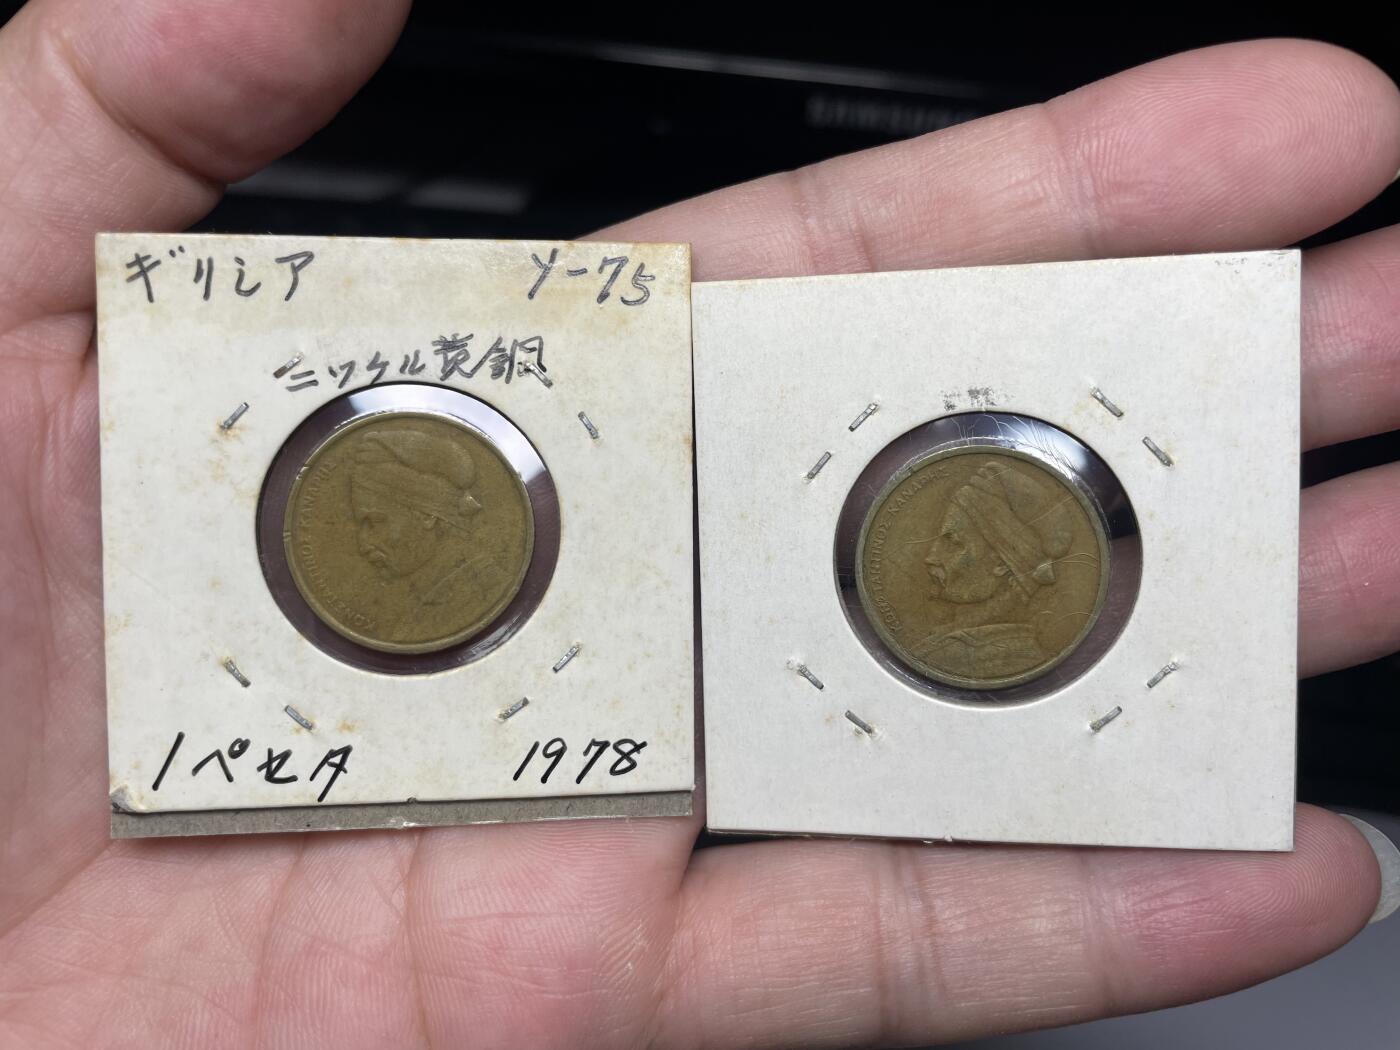 SAMSUNG
ギリシア Y-75
ニッケル黄銅
ΚΩΝΣΤΑΝΤΙΝΟΣ ΚΑΝΑΡΗΣ
1ペセタ 1978
ΚΩΝΣΤΑΝΤΙΝΟΣ ΚΑΝΑΡΗΣ